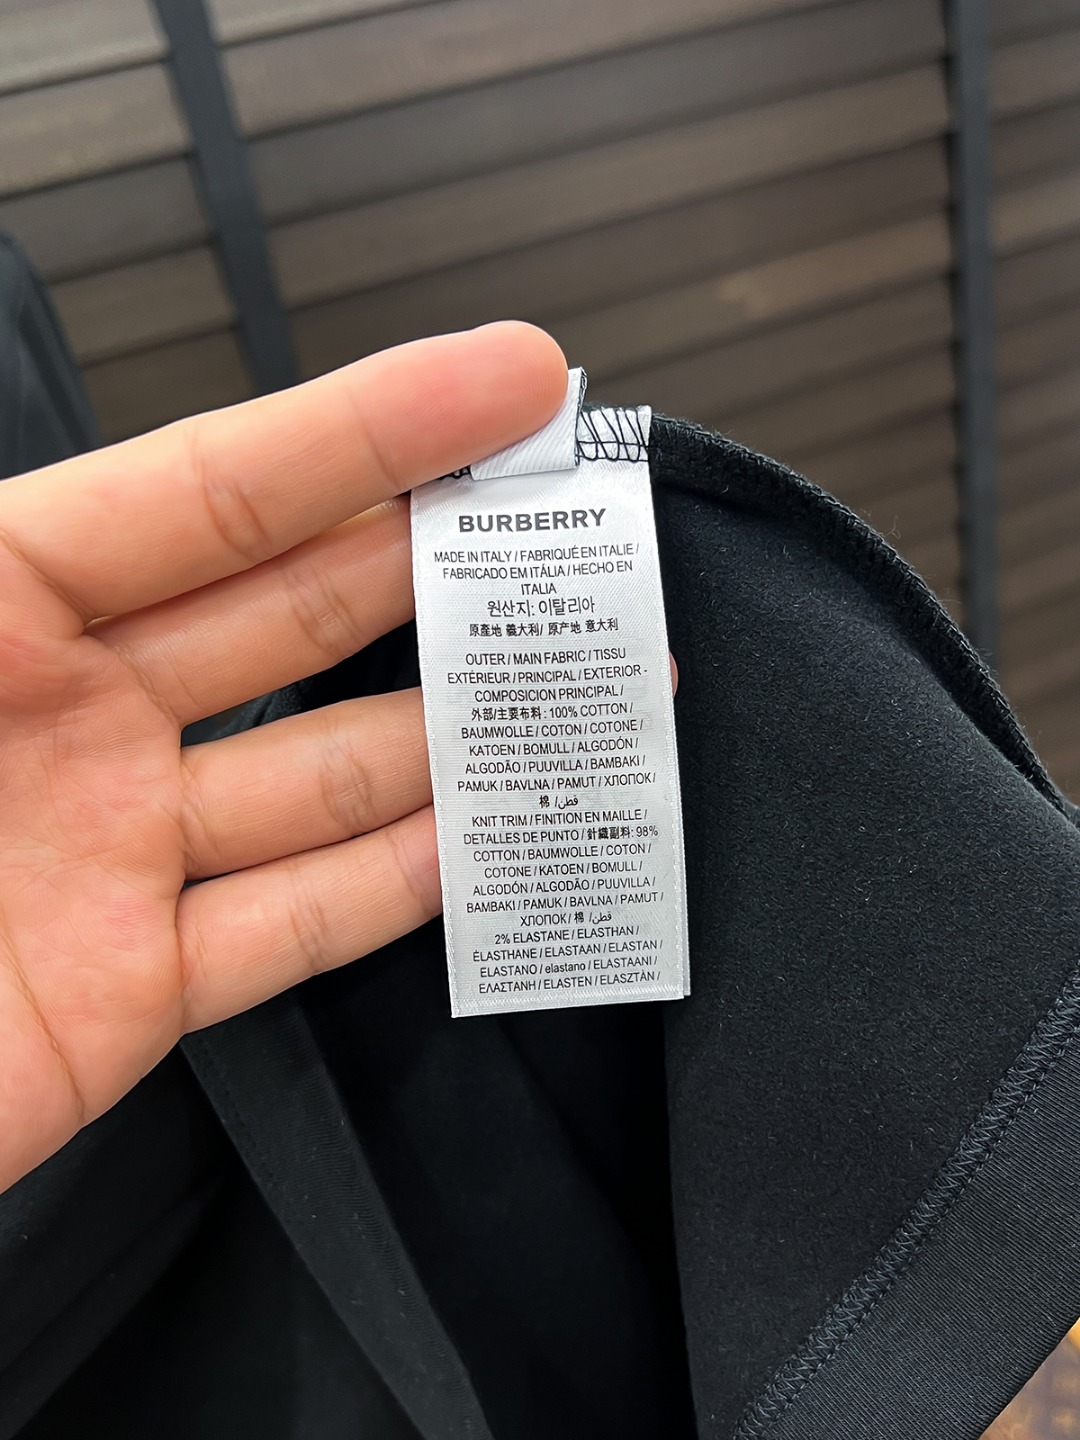 BURBERRY
MADE IN ITALY / FABRIQUÉ EN ITALIE /
FABRICADO EM ITÁLIA / HECHO EN
ITALIA
원산지: 이탈리아
原產地 義大利/ 原产地 意大利
OUTER / MAIN FABRIC / TISSU
EXTÉRIEUR / PRINCIPAL / EXTERIOR -
COMPOSICION PRINCIPAL /
外部/主要布料 : 100% COTTON /
BAUMWOLLE / COTON / COTONE /
KATOEN / BOMULL / ALGODÓN /
ALGODÃO / PUUVILLA / BAMBAKI /
PAMUK / BAVLNA / PAMUT / ХЛОПОК /
棉 /قطن
KNIT TRIM / FINITION EN MAILLE /
DETALLES DE PUNTO / 針織副料: 98%
COTTON / BAUMWOLLE / COTON /
COTONE / KATOEN / BOMULL /
ALGODÓN / ALGODÃO / PUUVILLA /
BAMBAKI / PAMUK / BAVLNA / PAMUT /
ХЛОПОК / 棉 /قطن
2% ELASTANE / ELASTHAN /
ÉLASTHANE / ELASTAAN / ELASTAN /
ELASTANO / elastano / ELASTAANI /
ΕΛΑΣΤΑΝΗ / ELASTEN / ELASZTÁN /